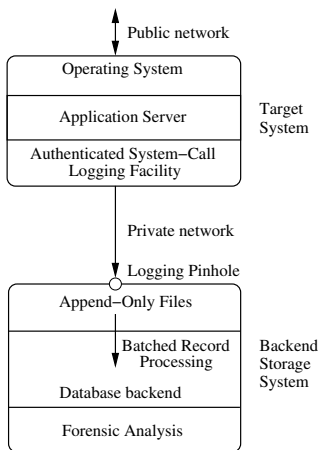 Public network
Operating System
Application Server
Target
System
Authenticated System−Call
Logging Facility
Private network
Logging Pinhole
Append−Only Files
Batched Record
Processing
Backend
Storage
System
Database backend
Forensic Analysis